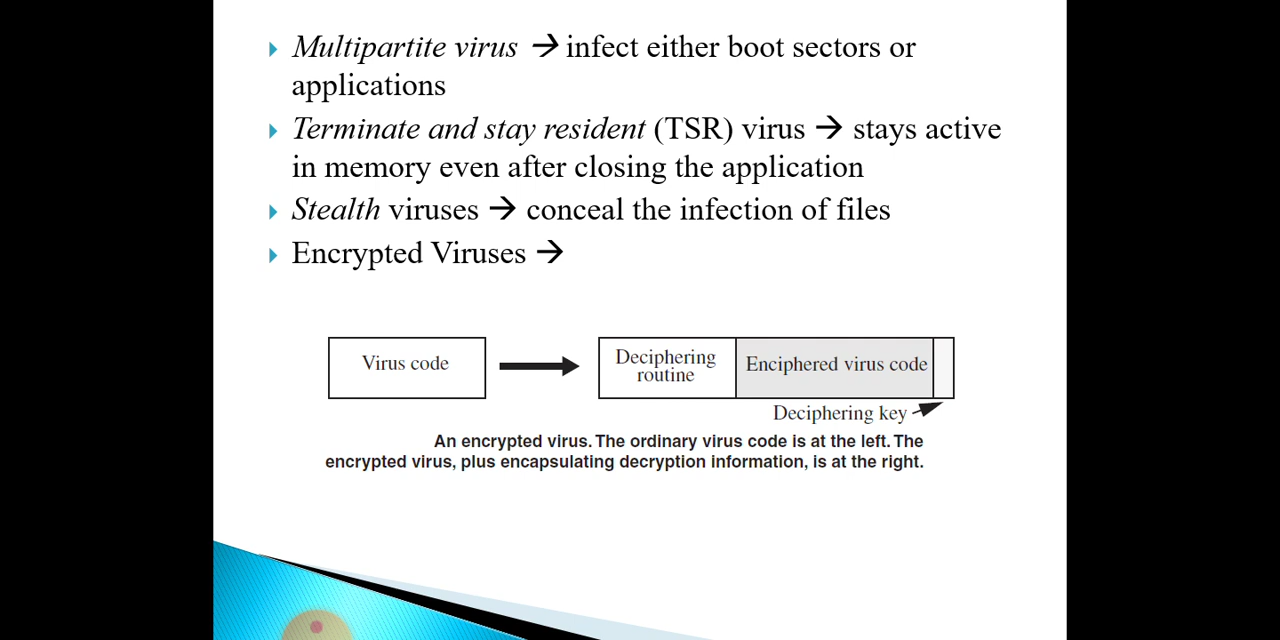 Multipartite virus → infect either boot sectors or
applications
Terminate and stay resident (TSR) virus → stays active
in memory even after closing the application
Stealth viruses → conceal the infection of files
Encrypted Viruses →
Virus code
Deciphering
routine
Enciphered virus code
Deciphering key
An encrypted virus. The ordinary virus code is at the left. The
encrypted virus, plus encapsulating decryption information, is at the right.